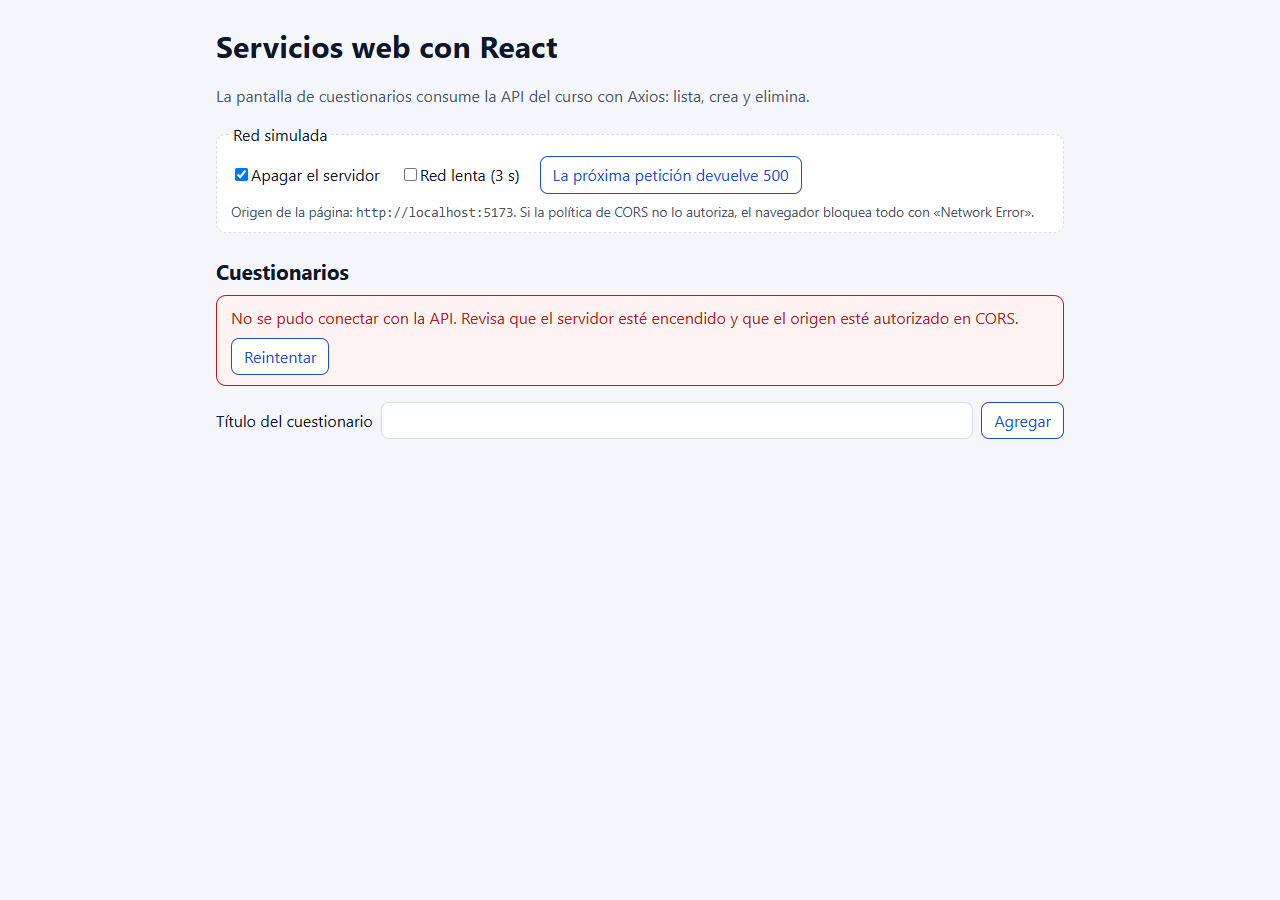 Servicios web con React
La pantalla de cuestionarios consume la API del curso con Axios: lista, crea y elimina.
Red simulada
Apagar el servidor
Red lenta (3 s)
La próxima petición devuelve 500
Origen de la página: http://localhost:5173. Si la política de CORS no lo autoriza, el navegador bloquea todo con «Network Error».
Cuestionarios
No se pudo conectar con la API. Revisa que el servidor esté encendido y que el origen esté autorizado en CORS.
Reintentar
Título del cuestionario
Agregar